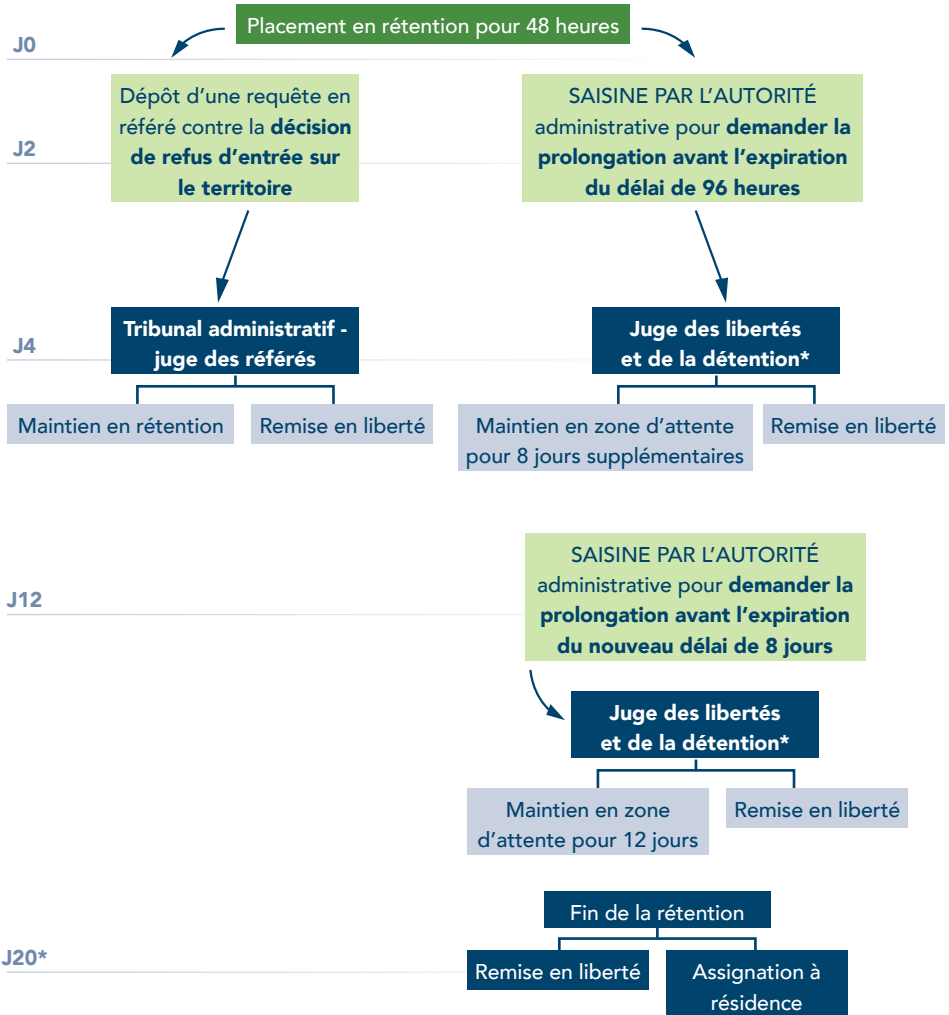 Placement en rétention pour 48 heures
J0
Dépôt d'une requête en
référé contre la décision
de refus d'entrée sur
le territoire
SAISINE PAR L'AUTORITÉ
administrative pour demander la
prolongation avant l'expiration
du délai de 96 heures
J2
J4
Tribunal administratif -
juge des référés
Juge des libertés
et de la détention*
Maintien en rétention
Remise en liberté
Maintien en zone d'attente
pour 8 jours supplémentaires
Remise en liberté
J12
SAISINE PAR L'AUTORITÉ
administrative pour demander la
prolongation avant l'expiration
du nouveau délai de 8 jours
Juge des libertés
et de la détention*
Maintien en zone
d'attente pour 12 jours
Remise en liberté
Fin de la rétention
J20*
Remise en liberté
Assignation à
résidence